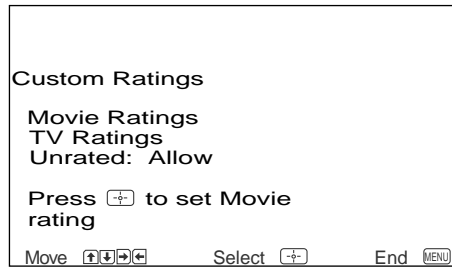 Custom Ratings
Movie Ratings
TV Ratings
Unrated: Allow
Press to set Movie
rating
Move Select End MENU